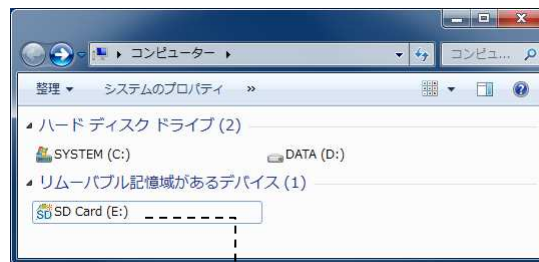 コンピューター
コンピュ...
整理 システムのプロパティ »
ハード ディスク ドライブ (2)
SYSTEM (C:) DATA (D:)
リムーバブル記憶域があるデバイス (1)
SD SD Card (E:)